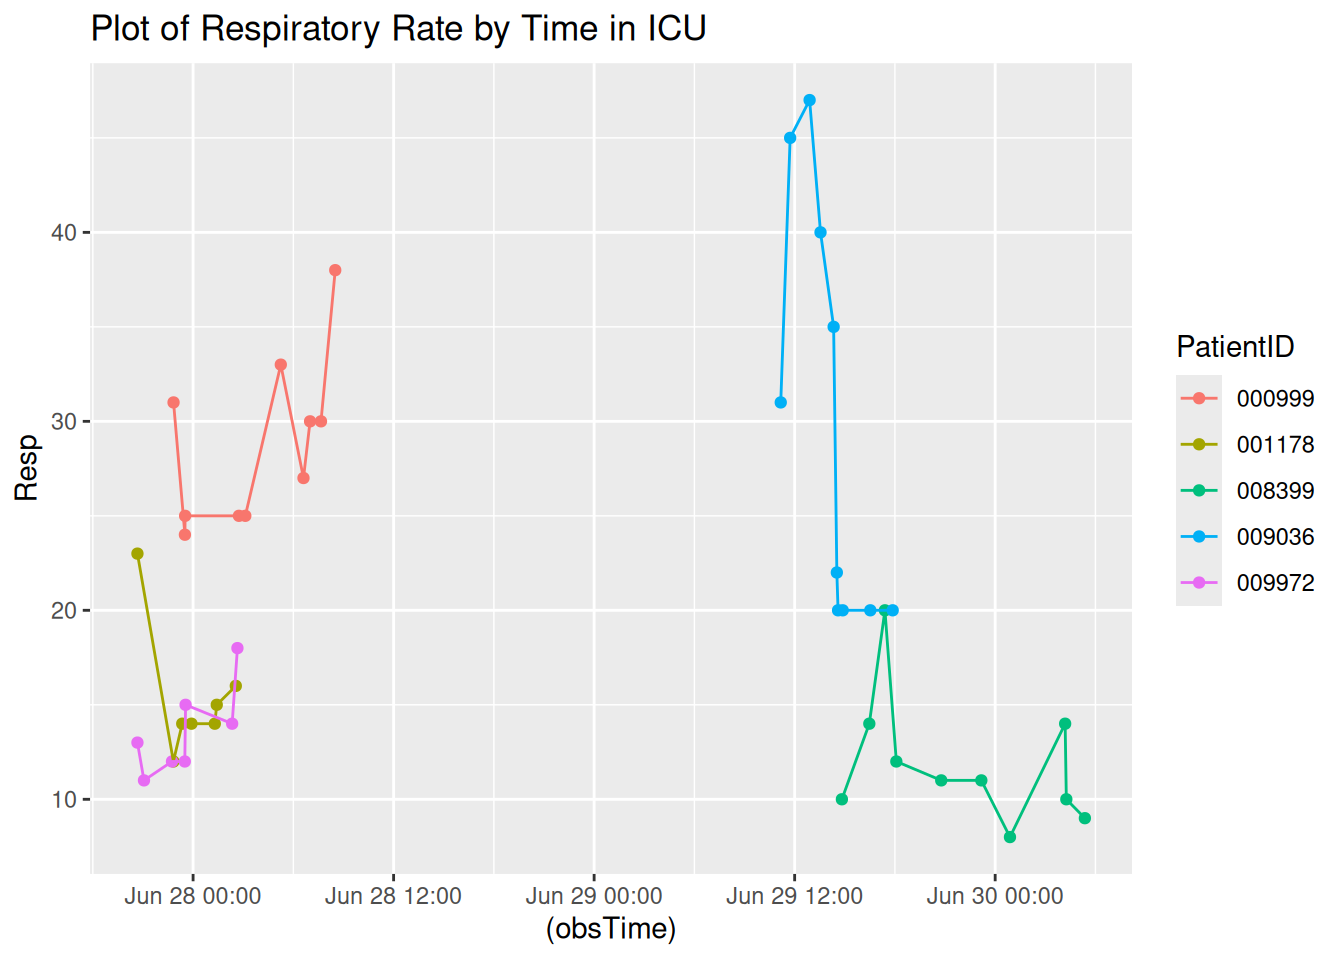 Plot of Respiratory Rate by Time in ICU
Resp
40
30
20
10
Jun 28 00:00
Jun 28 12:00
Jun 29 00:00
Jun 29 12:00
Jun 30 00:00
(obsTime)
PatientID
000999
001178
008399
009036
009972